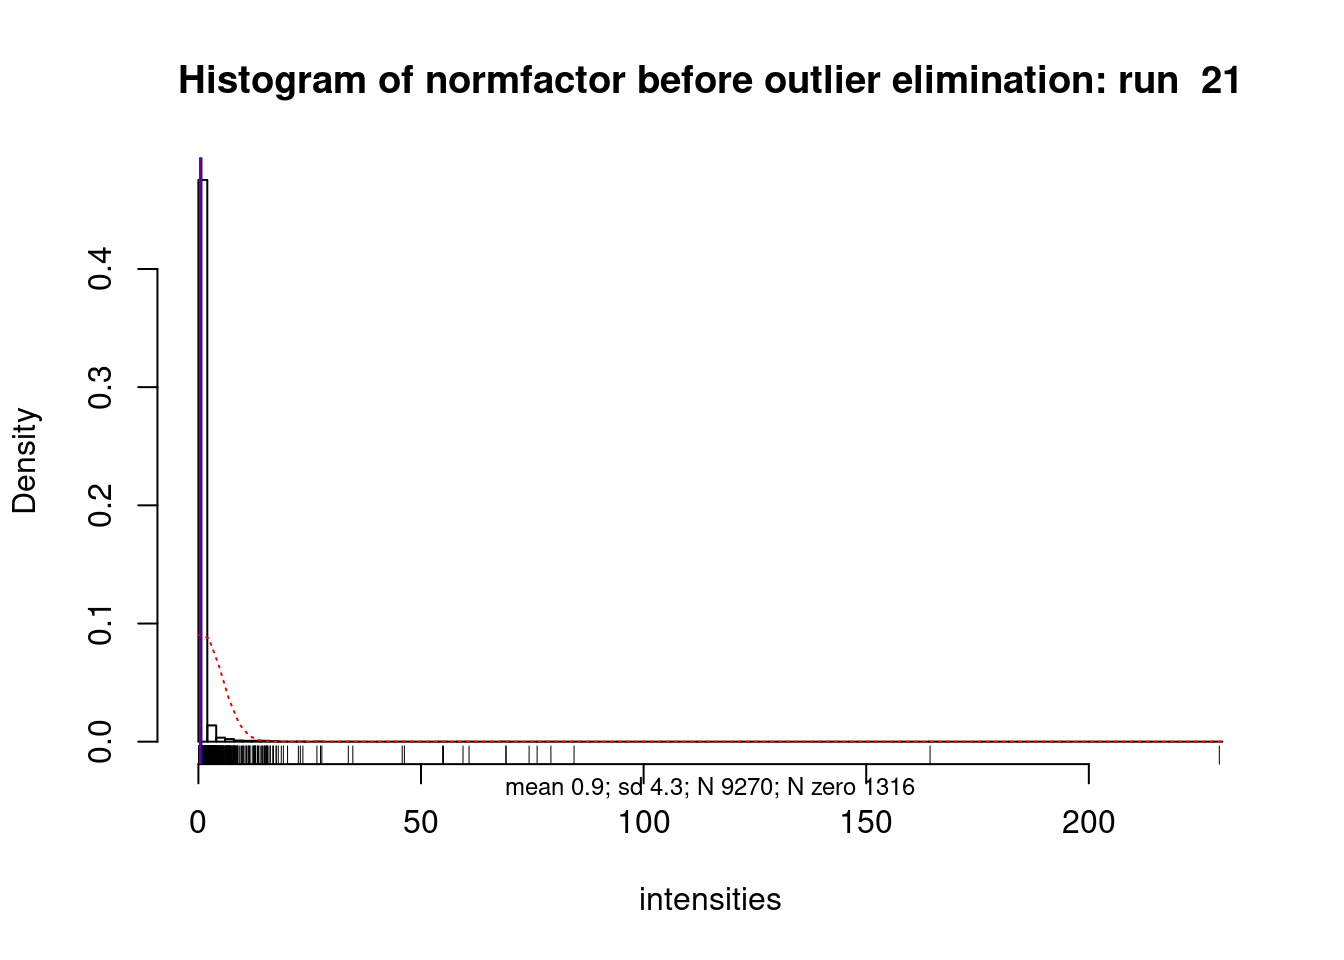 Histogram of normfactor before outlier elimination: run  21
Density
0.4
0.3
0.2
0.1
0.0
mean 0.9; sd 4.3; N 9270; N zero 1316
0 50 100 150 200
intensities